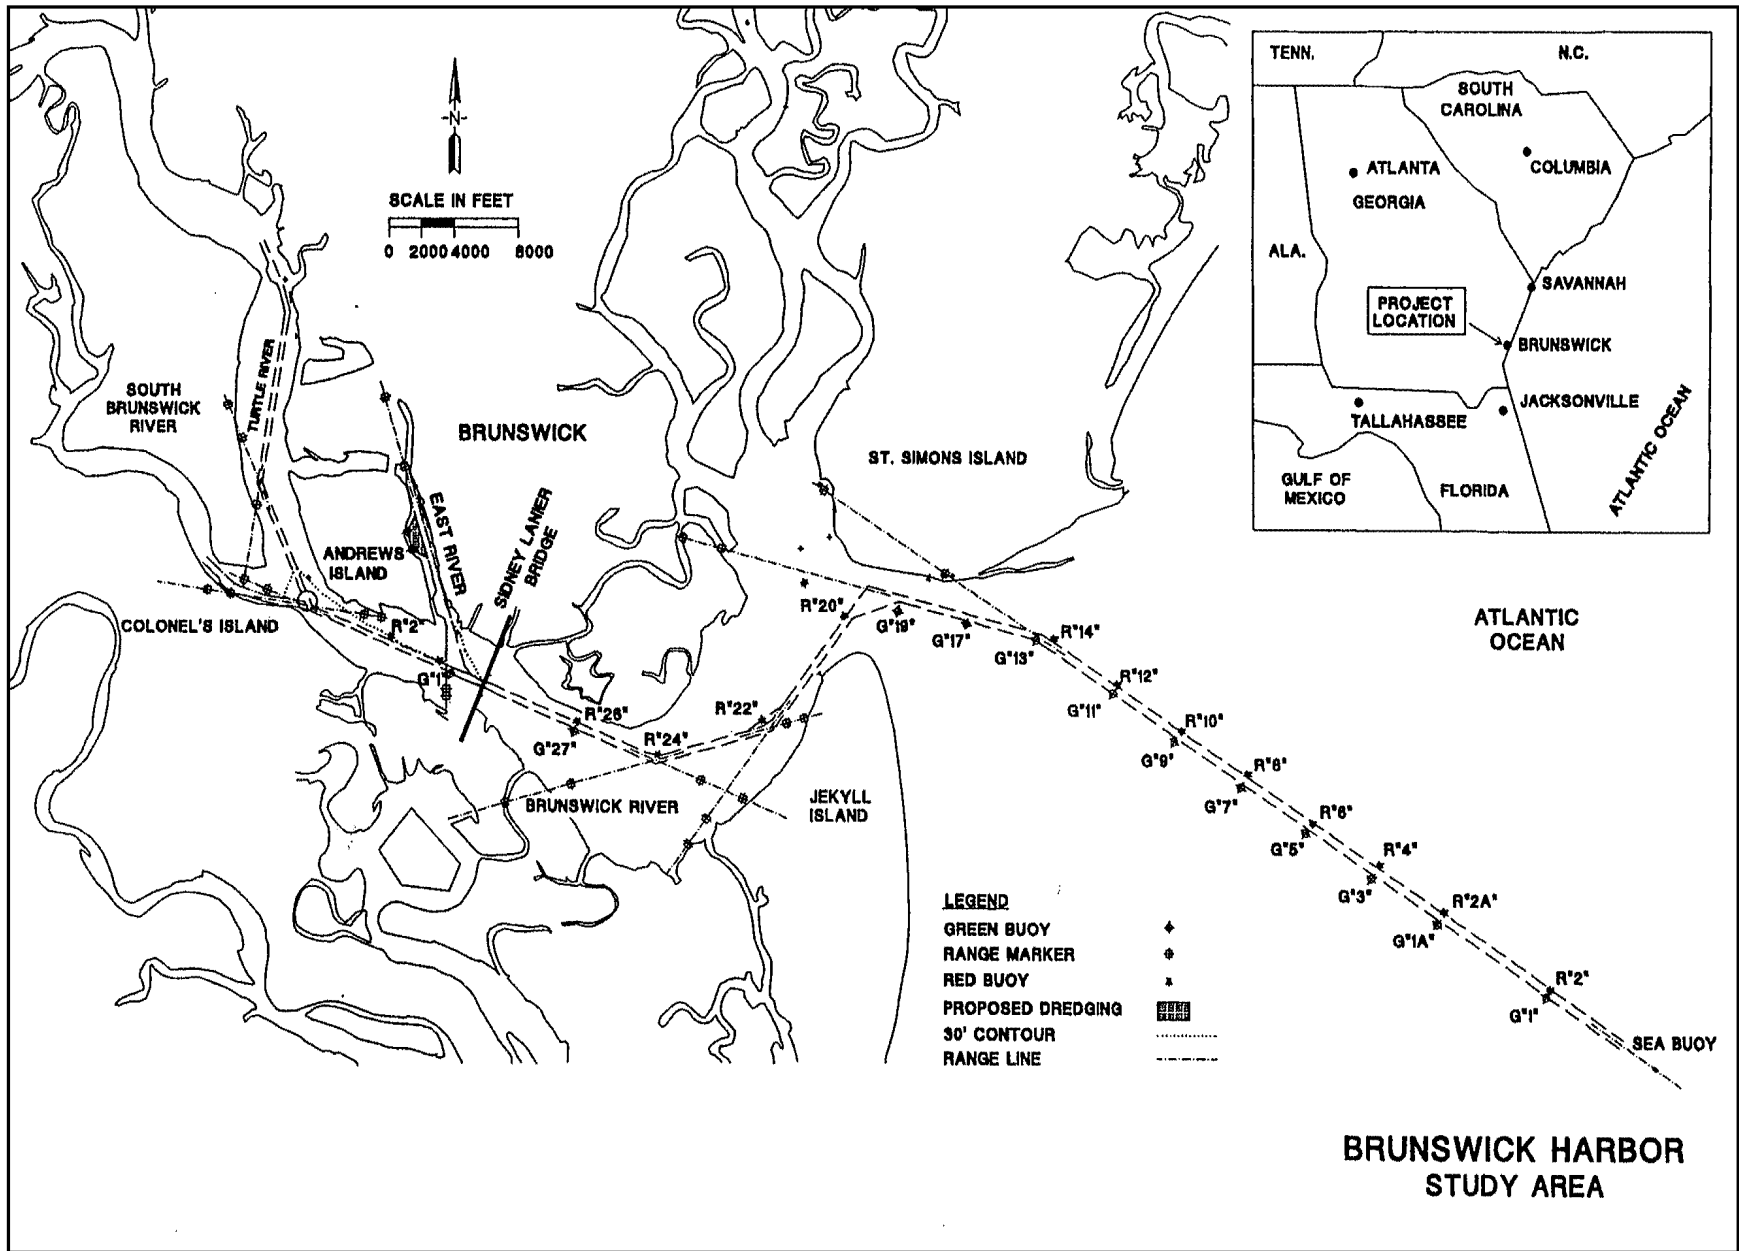 TENN.
N.C.
SOUTH
CAROLINA
COLUMBIA
ATLANTA
GEORGIA
ALA.
SAVANNAH
PROJECT
LOCATION
BRUNSWICK
JACKSONVILLE
TALLAHASSEE
GULF OF
MEXICO
FLORIDA
ATLANTIC OCEAN
-N-
SCALE IN FEET
0 2000 4000 8000
SOUTH
BRUNSWICK
RIVER
TURTLE RIVER
BRUNSWICK
EAST RIVER
SIDNEY LANIER
BRIDGE
ANDREWS
ISLAND
COLONEL'S ISLAND
ST. SIMONS ISLAND
ATLANTIC
OCEAN
R"2"
G"1"
R"26"
G"27"
R"24"
R"22"
R"20"
G"19"
G"17"
G"13"
R"14"
R"12"
G"11"
R"10"
G"9"
R"8"
G"7"
R"6"
G"5"
R"4"
G"3"
R"2A"
G"1A"
R"2"
G"1"
SEA BUOY
BRUNSWICK RIVER
JEKYLL
ISLAND
LEGEND
GREEN BUOY
RANGE MARKER
RED BUOY
PROPOSED DREDGING
30' CONTOUR
RANGE LINE
BRUNSWICK HARBOR
STUDY AREA